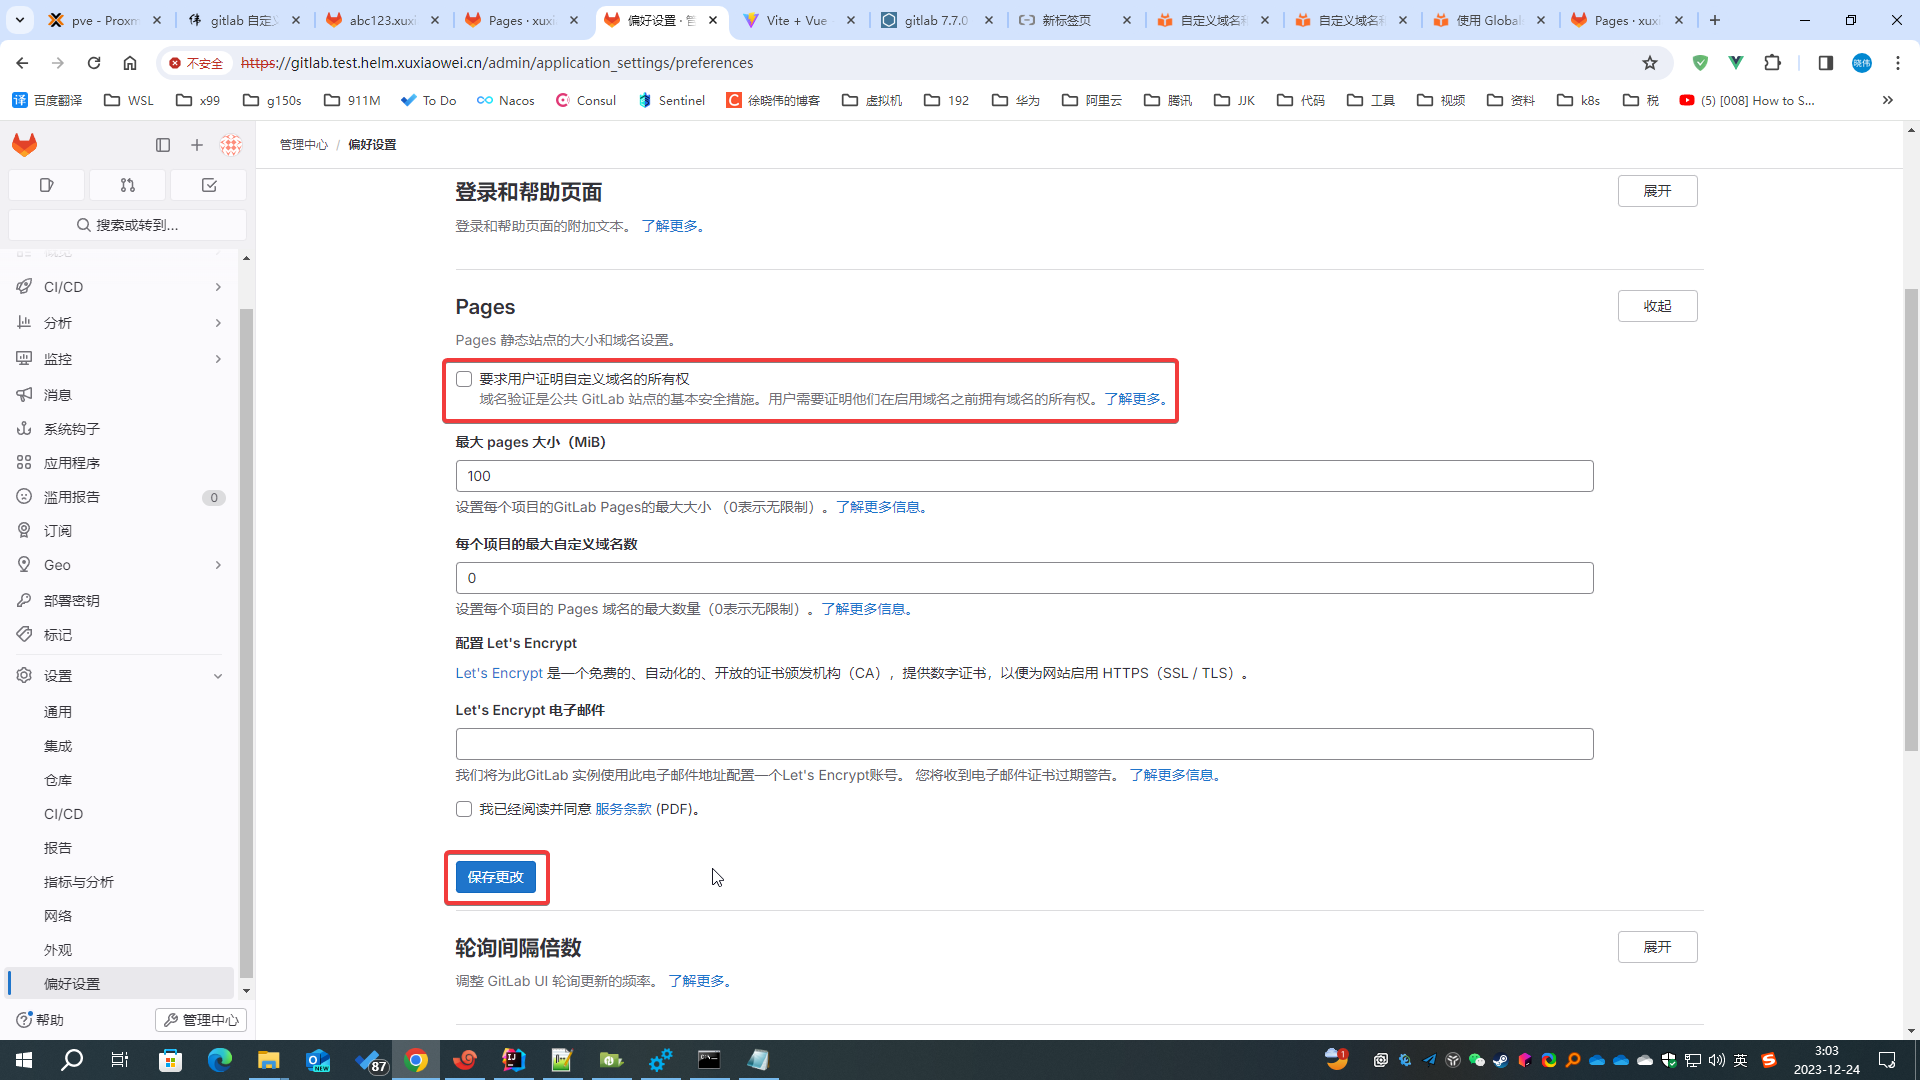 pve - Proxm
gitlab 自定义
abc123.xuxi
Pages · xuxi
偏好设置 · 管
Vite + Vue
gitlab 7.7.0
新标签页
自定义域名和
自定义域名和
使用 Global
Pages · xuxi
不安全
https://gitlab.test.helm.xuxiaowei.cn/admin/application_settings/preferences
晓伟
译 百度翻译
WSL
x99
g150s
911M
To Do
Nacos
Consul
Sentinel
徐晓伟的博客
虚拟机
192
华为
阿里云
腾讯
JJK
代码
工具
视频
资料
k8s
税
(5) [008] How to S...
管理中心 / 偏好设置
搜索或转到...
CI/CD
分析
监控
消息
系统钩子
应用程序
滥用报告 0
订阅
Geo
部署密钥
标记
设置
通用
集成
仓库
CI/CD
报告
指标与分析
网络
外观
偏好设置
帮助
管理中心
登录和帮助页面
展开
登录和帮助页面的附加文本。 了解更多。
Pages
收起
Pages 静态站点的大小和域名设置。
要求用户证明自定义域名的所有权
域名验证是公共 GitLab 站点的基本安全措施。用户需要证明他们在启用域名之前拥有域名的所有权。了解更多。
最大 pages 大小（MiB）
100
设置每个项目的GitLab Pages的最大大小 （0表示无限制）。了解更多信息。
每个项目的最大自定义域名数
0
设置每个项目的 Pages 域名的最大数量（0表示无限制）。了解更多信息。
配置 Let's Encrypt
Let's Encrypt 是一个免费的、自动化的、开放的证书颁发机构（CA），提供数字证书，以便为网站启用 HTTPS（SSL / TLS）。
Let's Encrypt 电子邮件
我们将为此GitLab 实例使用此电子邮件地址配置一个Let's Encrypt账号。 您将收到电子邮件证书过期警告。 了解更多信息。
我已经阅读并同意 服务条款 (PDF)。
保存更改
轮询间隔倍数
展开
调整 GitLab UI 轮询更新的频率。 了解更多。
NEW
87
1
英
3:03
2023-12-24